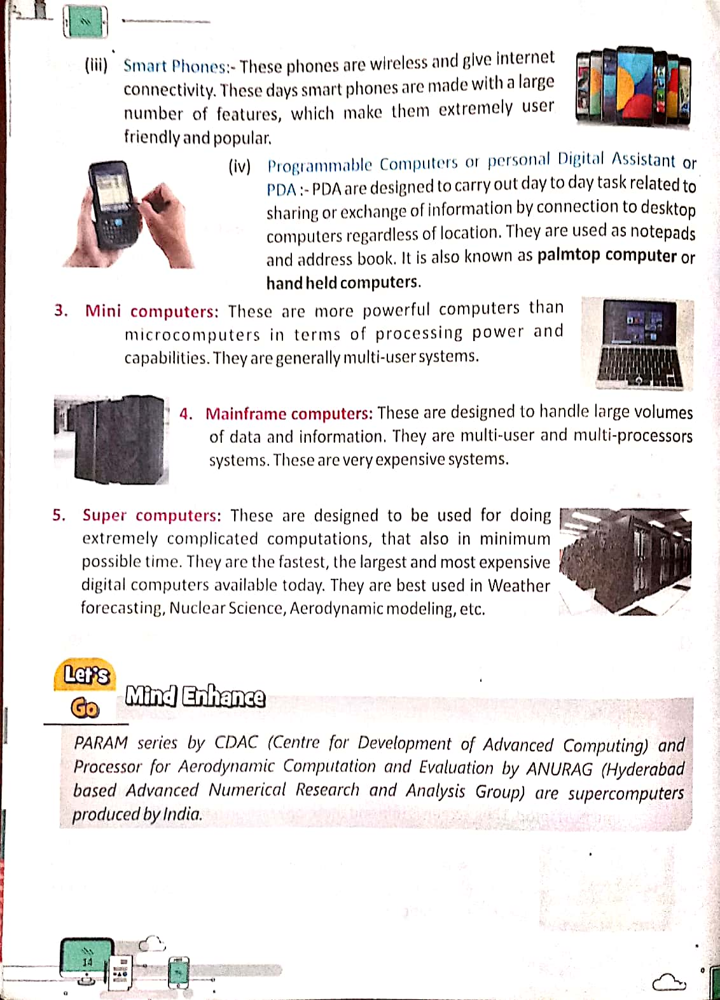 (iii) Smart Phones:- These phones are wireless and give internet
connectivity. These days smart phones are made with a large
number of features, which make them extremely user
friendly and popular.
(iv) Programmable Computers or personal Digital Assistant or
PDA :- PDA are designed to carry out day to day task related to
sharing or exchange of information by connection to desktop
computers regardless of location. They are used as notepads
and address book. It is also known as palmtop computer or
hand held computers.
3. Mini computers: These are more powerful computers than
microcomputers in terms of processing power and
capabilities. They are generally multi-user systems.
4. Mainframe computers: These are designed to handle large volumes
of data and information. They are multi-user and multi-processors
systems. These are very expensive systems.
5. Super computers: These are designed to be used for doing
extremely complicated computations, that also in minimum
possible time. They are the fastest, the largest and most expensive
digital computers available today. They are best used in Weather
forecasting, Nuclear Science, Aerodynamic modeling, etc.
Let's
Go
Mind Enhance
PARAM series by CDAC (Centre for Development of Advanced Computing) and
Processor for Aerodynamic Computation and Evaluation by ANURAG (Hyderabad
based Advanced Numerical Research and Analysis Group) are supercomputers
produced by India.
14